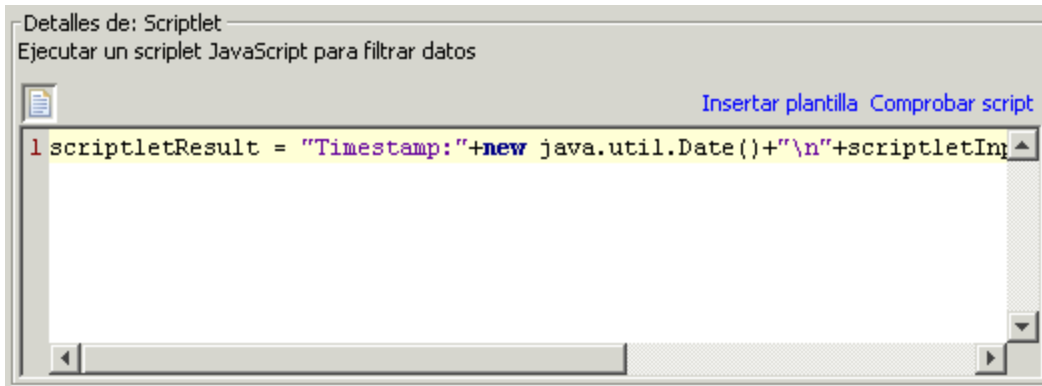 Detalles de: Scriptlet
Ejecutar un scriplet JavaScript para filtrar datos
Insertar plantilla Comprobar script
1 scriptletResult = "Timestamp:"+new java.util.Date()+"\n"+scriptletInp